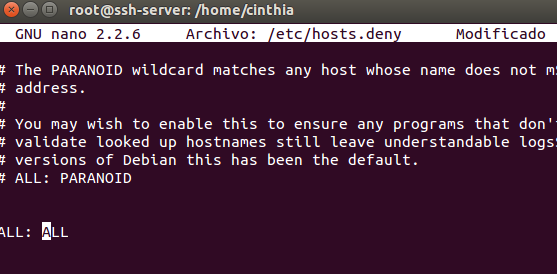 root@ssh-server: /home/cinthia
GNU nano 2.2.6 Archivo: /etc/hosts.deny Modificado
# The PARANOID wildcard matches any host whose name does not m$
# address.
#
# You may wish to enable this to ensure any programs that don't
# validate looked up hostnames still leave understandable logs$
# versions of Debian this has been the default.
# ALL: PARANOID
ALL: ALL